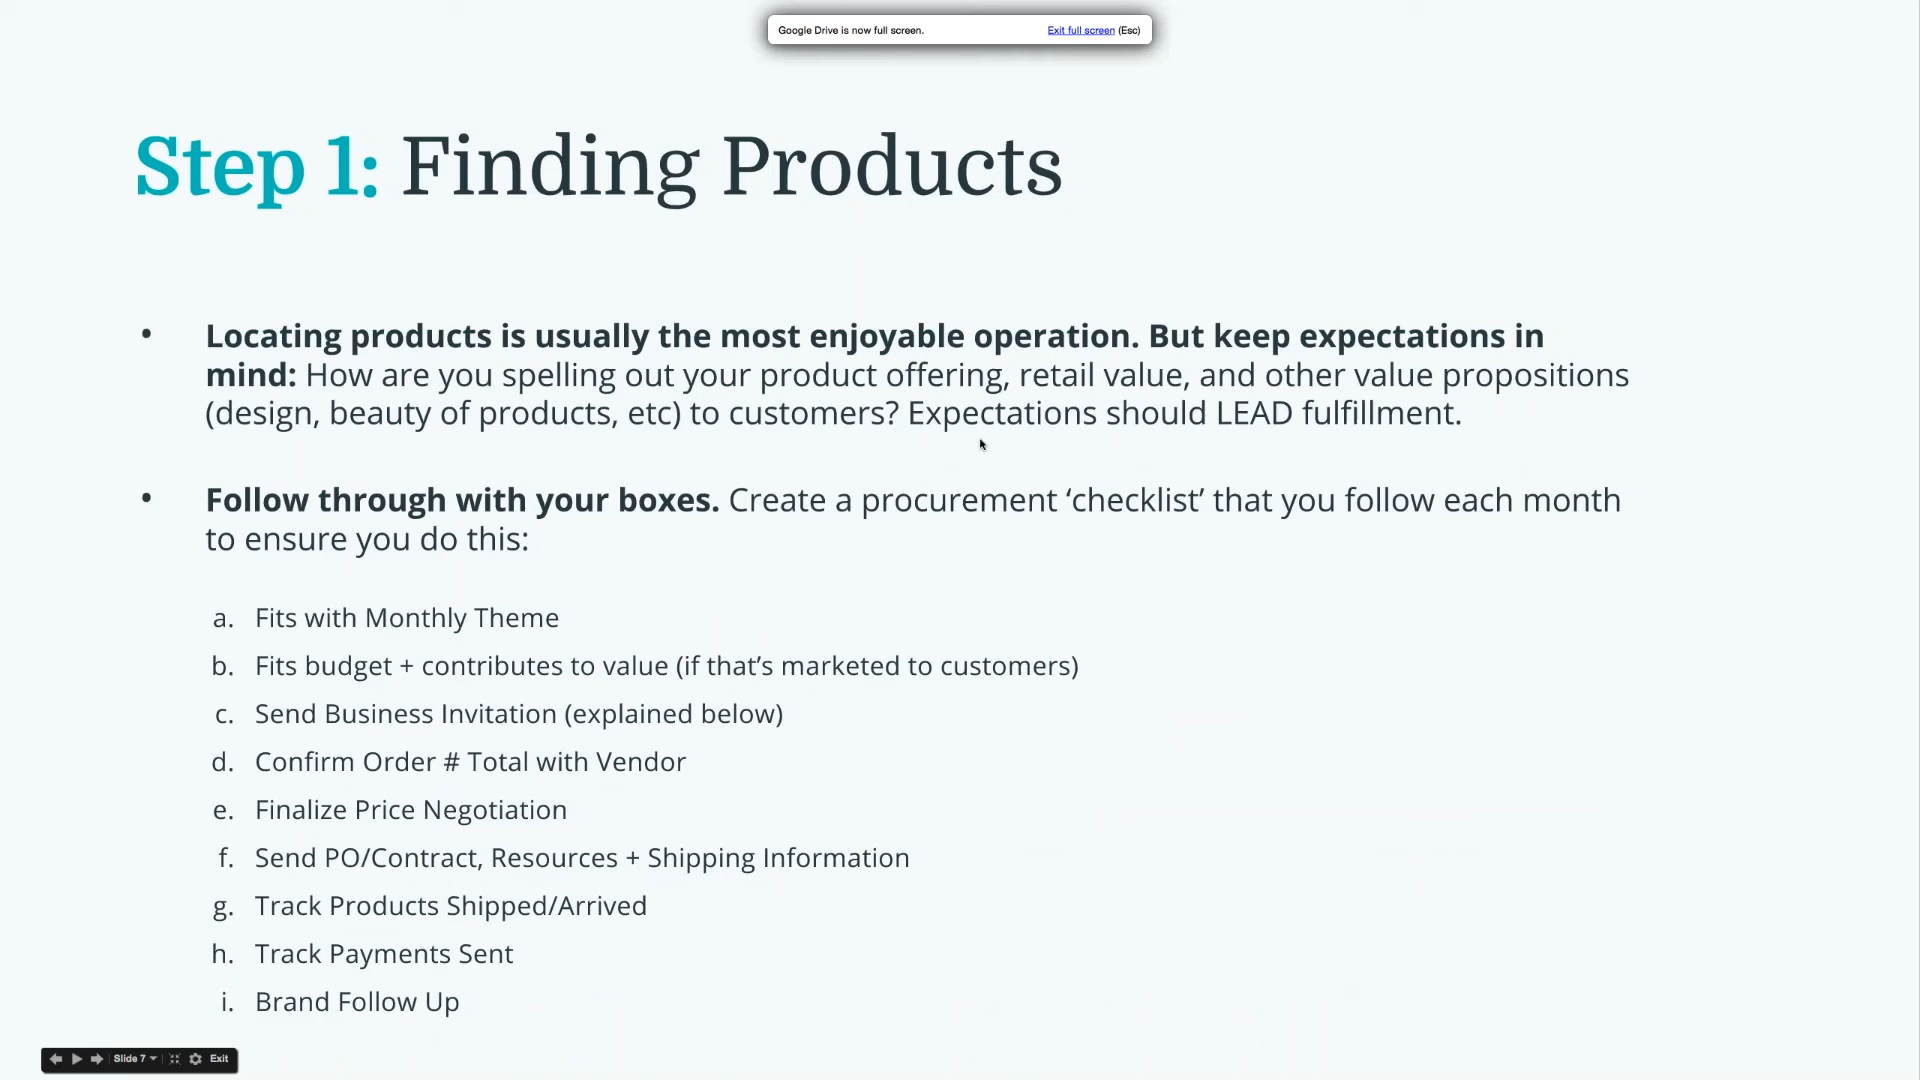 Google Drive is now full screen. Exit full screen (Esc)
Step 1: Finding Products
• Locating products is usually the most enjoyable operation. But keep expectations in
mind: How are you spelling out your product offering, retail value, and other value propositions
(design, beauty of products, etc) to customers? Expectations should LEAD fulfillment.
• Follow through with your boxes. Create a procurement ‘checklist’ that you follow each month
to ensure you do this:
a. Fits with Monthly Theme
b. Fits budget + contributes to value (if that’s marketed to customers)
c. Send Business Invitation (explained below)
d. Confirm Order # Total with Vendor
e. Finalize Price Negotiation
f. Send PO/Contract, Resources + Shipping Information
g. Track Products Shipped/Arrived
h. Track Payments Sent
i. Brand Follow Up
Slide 7 Exit